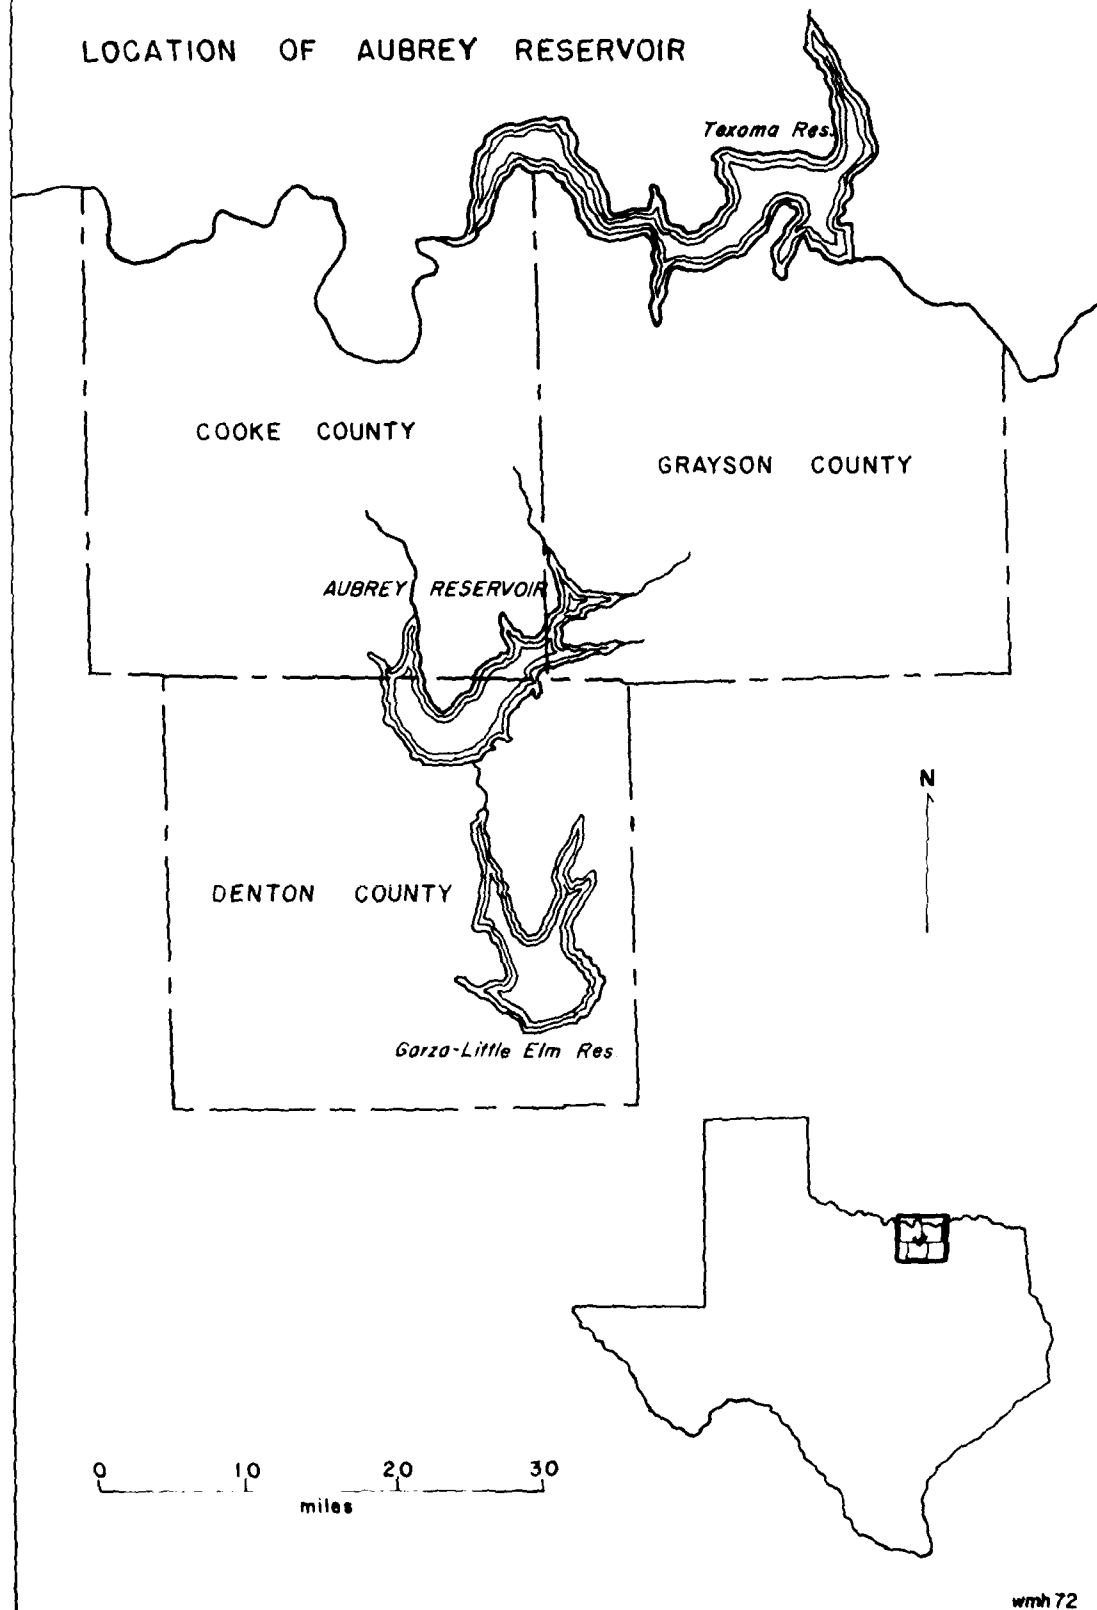 LOCATION OF AUBREY RESERVOIR
Texoma Res.
COOKE COUNTY
GRAYSON COUNTY
AUBREY RESERVOIR
N
DENTON COUNTY
Garza-Little Elm Res.
0 10 20 30
miles
wmh 72